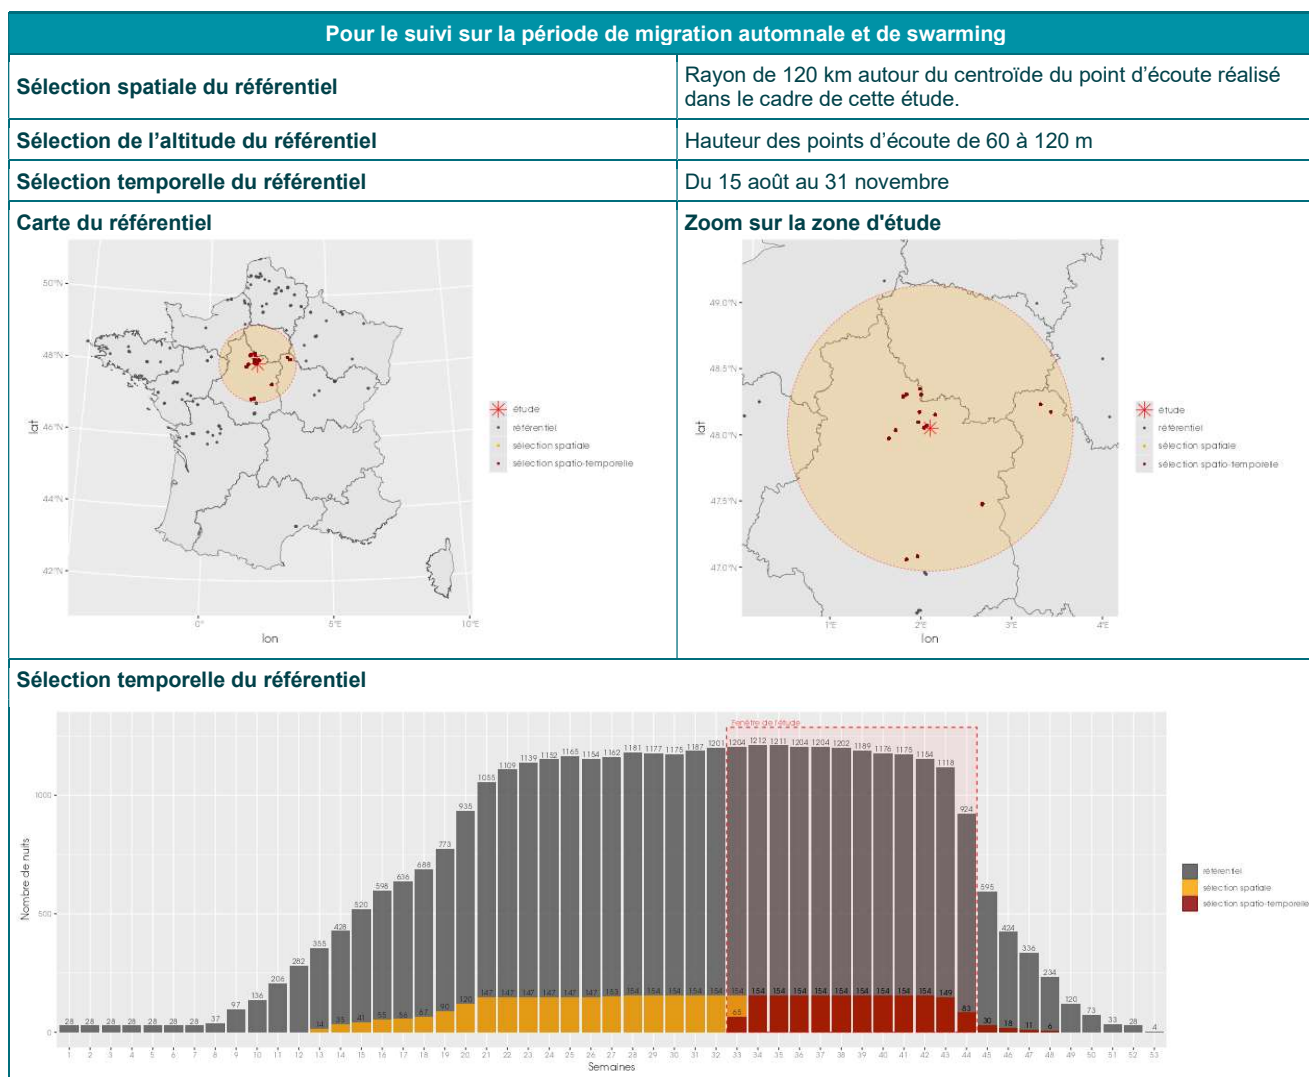 Pour le suivi sur la période de migration automnale et de swarming
Sélection spatiale du référentiel
Rayon de 120 km autour du centroïde du point d'écoute réalisé
dans le cadre de cette étude.
Sélection de l'altitude du référentiel
Hauteur des points d'écoute de 60 à 120 m
Sélection temporelle du référentiel
Du 15 août au 31 novembre
Carte du référentiel
50°N
48°N
46°N
44°N
42°N
lat
0°
5°E
10°E
lon
étude
référentiel
sélection spatiale
sélection spatio-temporelle
Zoom sur la zone d'étude
49.0°N
48.5°N
48.0°N
47.5°N
47.0°N
lat
1°E
2°E
3°E
4°E
lon
étude
référentiel
sélection spatiale
sélection spatio-temporelle
Sélection temporelle du référentiel
Fenêtre de l'étude
28 28 28 28 28 28 28 37 97 136 206 282 355 428 520 598 636 688 773 935 1055 1109 1139 1152 1165 1154 1162 1181 1177 1175 1187 1201 1204 1212 1211 1204 1204 1202 1189 1176 1175 1154 1118 924 595 424 336 234 120 73 33 28 4
14 35 41 55 56 67 90 120 147 147 147 147 147 147 153 154 154 154 154 154 154
65 154 154 154 154 154 154 154 154 154 149 83 30 18 11 6
1000
500
0
Nombre de nuits
1 2 3 4 5 6 7 8 9 10 11 12 13 14 15 16 17 18 19 20 21 22 23 24 25 26 27 28 29 30 31 32 33 34 35 36 37 38 39 40 41 42 43 44 45 46 47 48 49 50 51 52 53
Semaines
référentiel
sélection spatiale
sélection spatio-temporelle